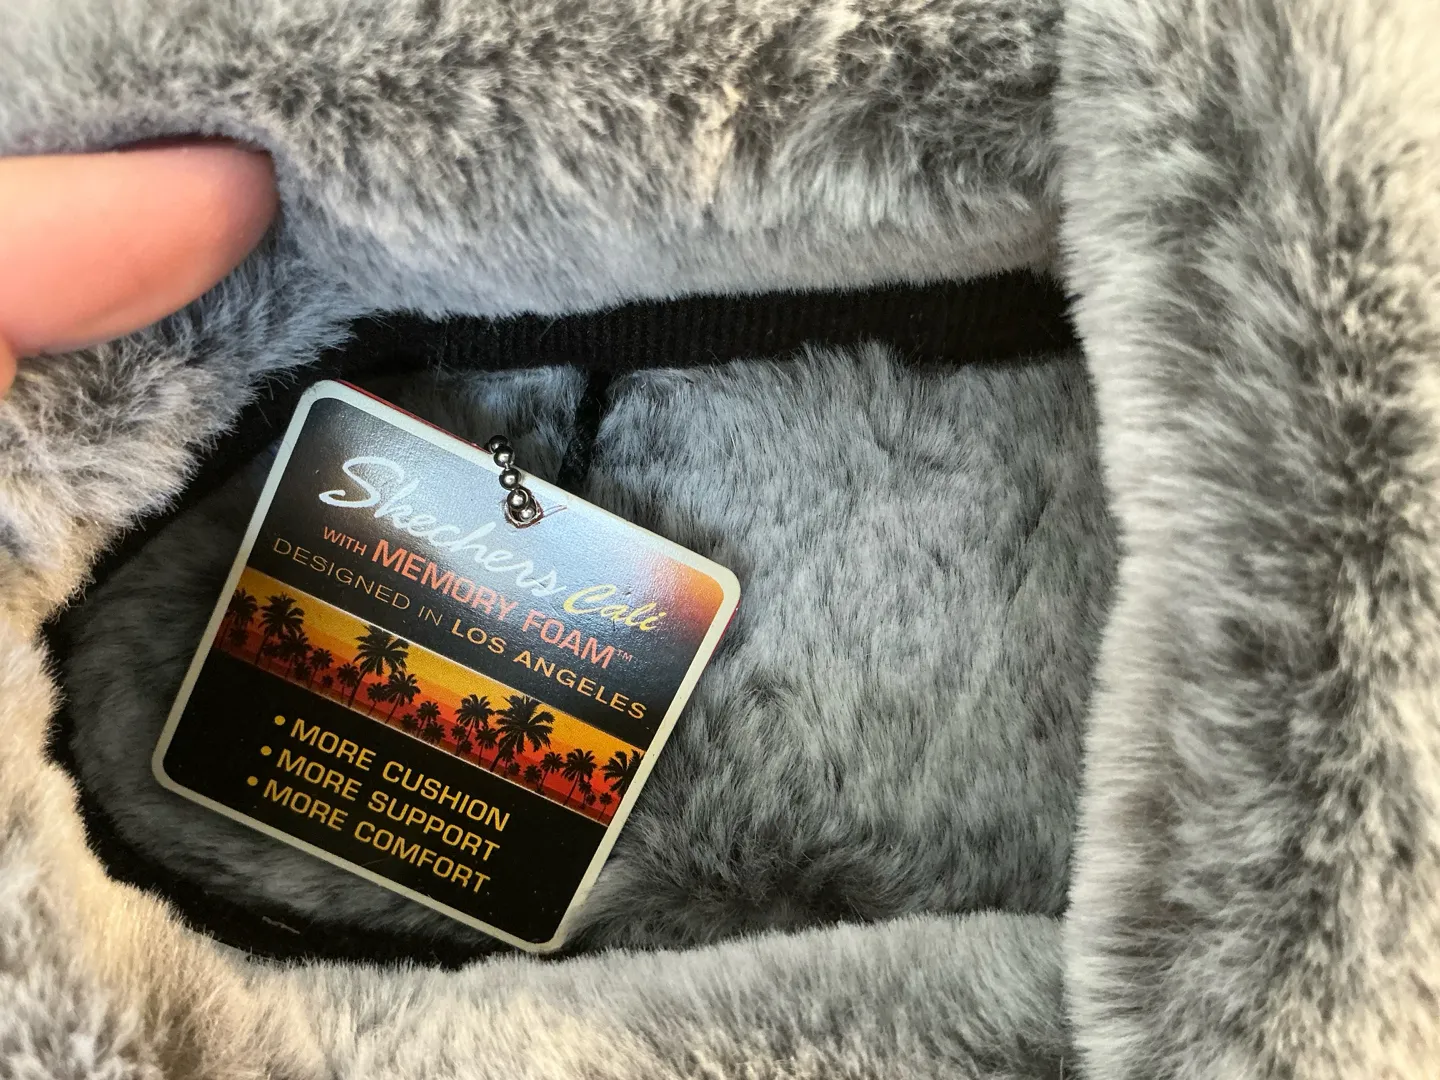 Skechers Cali
WITH MEMORY FOAM™
DESIGNED IN LOS ANGELES
• MORE CUSHION
• MORE SUPPORT
• MORE COMFORT